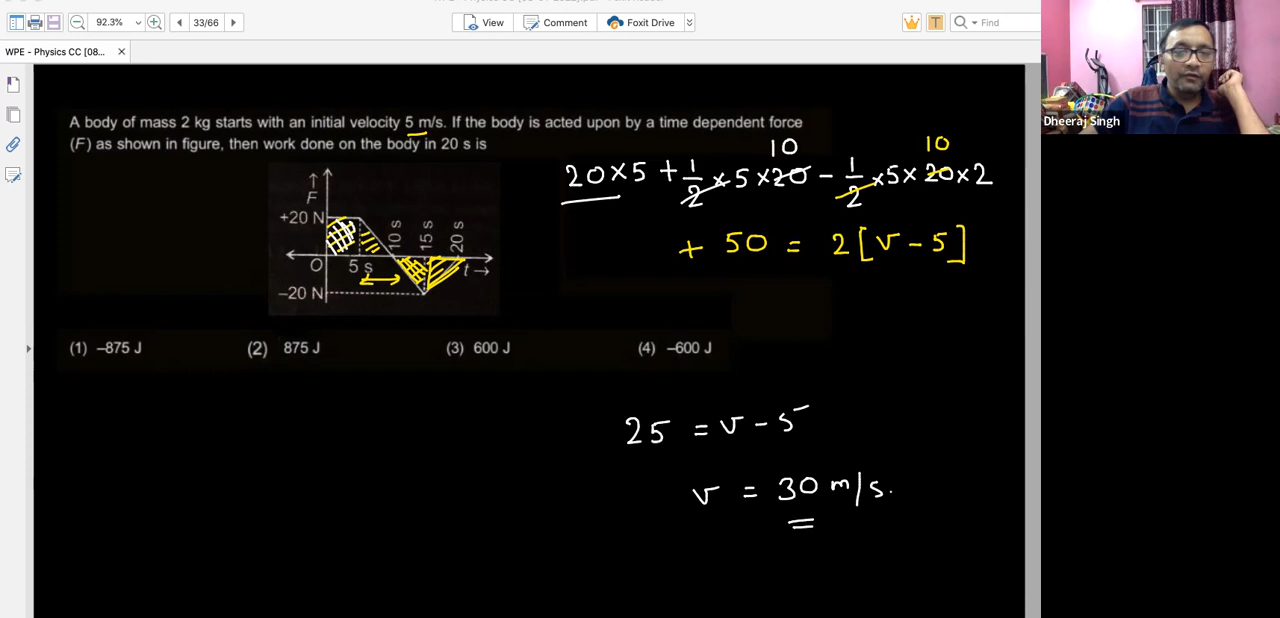 92.3%
33/66
View
Comment
Foxit Drive
Find
WPE - Physics CC [08...
Dheeraj Singh
A body of mass 2 kg starts with an initial velocity 5 m/s. If the body is acted upon by a time dependent force
(F) as shown in figure, then work done on the body in 20 s is
F
+20 N
10 s
15 s
20 s
O
5 s
t→
–20 N
(1) –875 J
(2) 875 J
(3) 600 J
(4) –600 J
10 10
20×5 + 1/2 × 5 × 20 − 1/2 × 5 × 20 × 2
+ 50 = 2[v − 5]
25 = v − 5
v = 30 m/s.